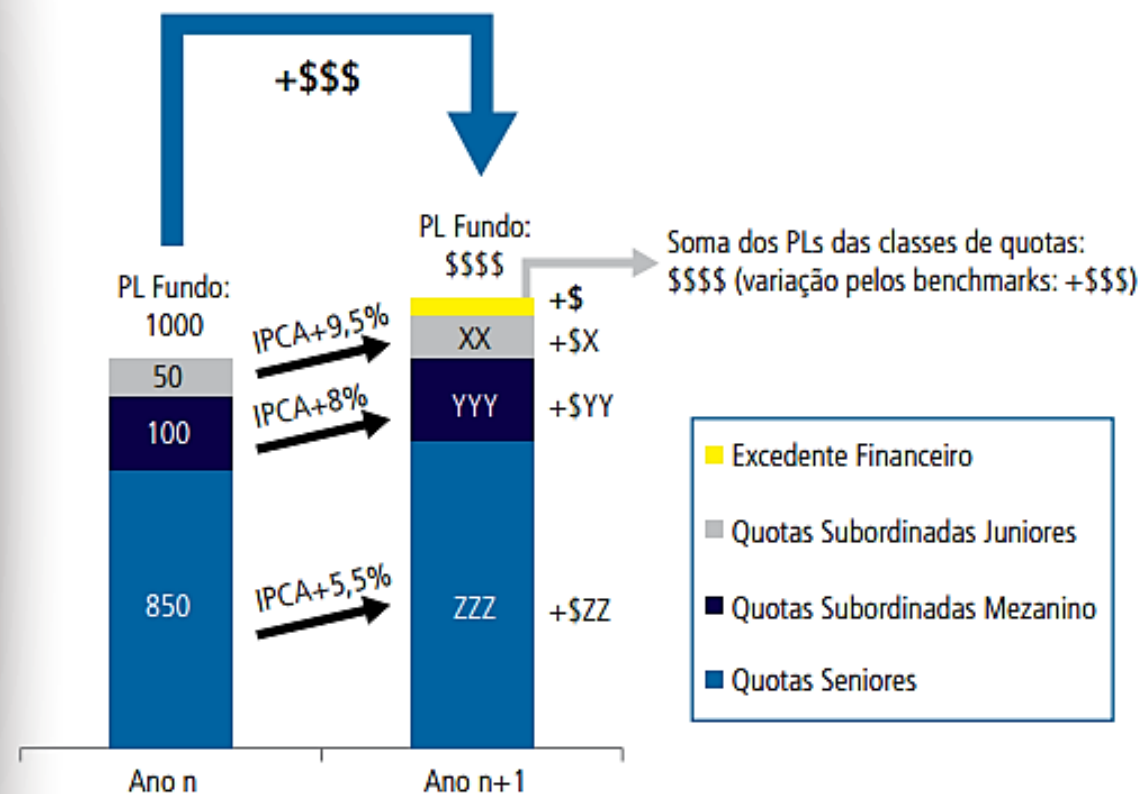 +$$$
PL Fundo:
1000
PL Fundo:
$$$$
Soma dos PLs das classes de quotas:
$$$$ (variação pelos benchmarks: +$$$)
+$
50
IPCA+9,5%
XX
+$X
100
IPCA+8%
YYY
+$YY
850
IPCA+5,5%
ZZZ
+$ZZ
Excedente Financeiro
Quotas Subordinadas Juniores
Quotas Subordinadas Mezanino
Quotas Seniores
Ano n
Ano n+1